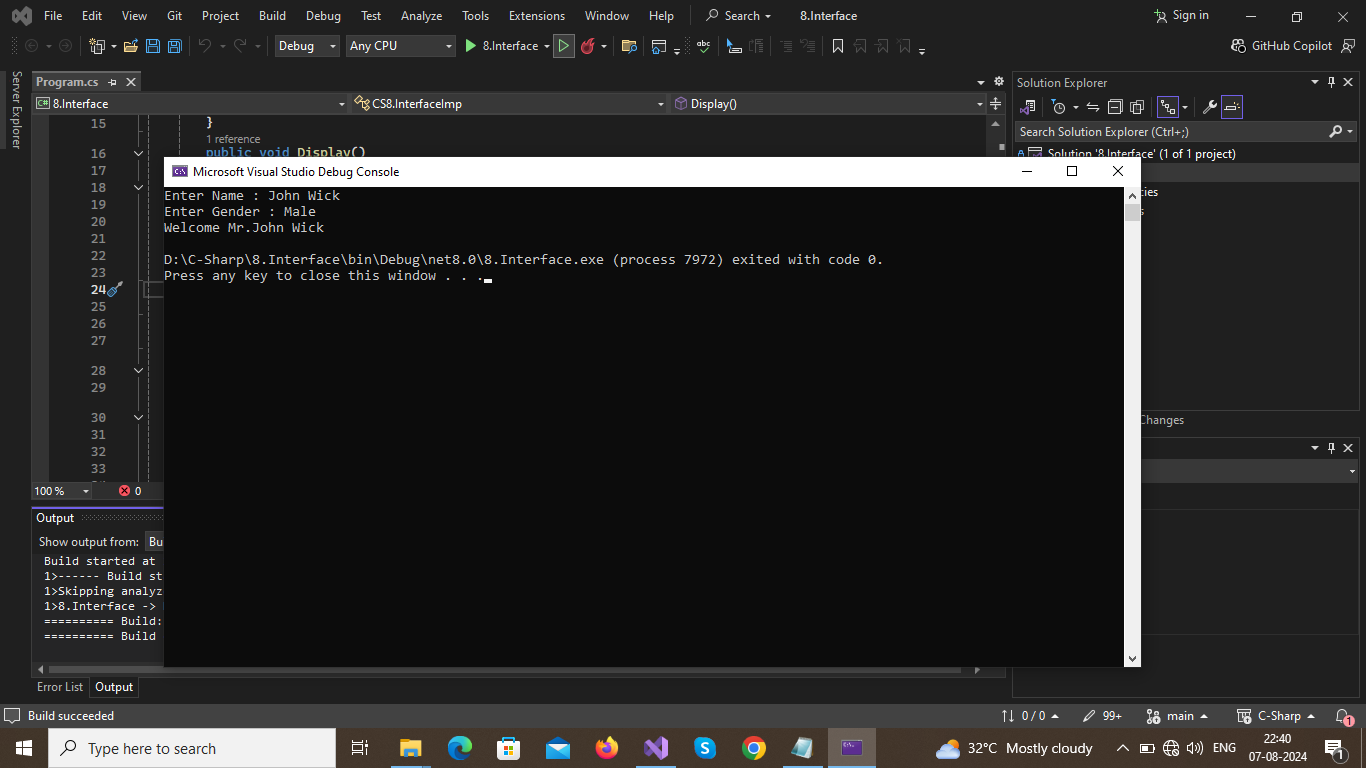 File Edit View Git Project Build Debug Test Analyze Tools Extensions Window Help Search 8.Interface Sign in
Debug Any CPU 8.Interface abc GitHub Copilot
Server Explorer
Program.cs
C# 8.Interface CS8.InterfaceImp Display()
15 }
1 reference
16 public void Display()
17
18
19
20
21
22
23
24
25
26
27
28
29
30
31
32
33
100 % 0
Microsoft Visual Studio Debug Console
Enter Name : John Wick
Enter Gender : Male
Welcome Mr.John Wick
D:\C-Sharp\8.Interface\bin\Debug\net8.0\8.Interface.exe (process 7972) exited with code 0.
Press any key to close this window . . .
Solution Explorer
Search Solution Explorer (Ctrl+;)
Solution '8.Interface' (1 of 1 project)
cies
s
Changes
Output
Show output from: Bu
Build started at
1>------ Build st
1>Skipping analyz
1>8.Interface ->
========== Build:
========== Build
Error List Output
Build succeeded 0 / 0 99+ main C-Sharp 1
Type here to search 32°C Mostly cloudy ENG 22:40
07-08-2024 1